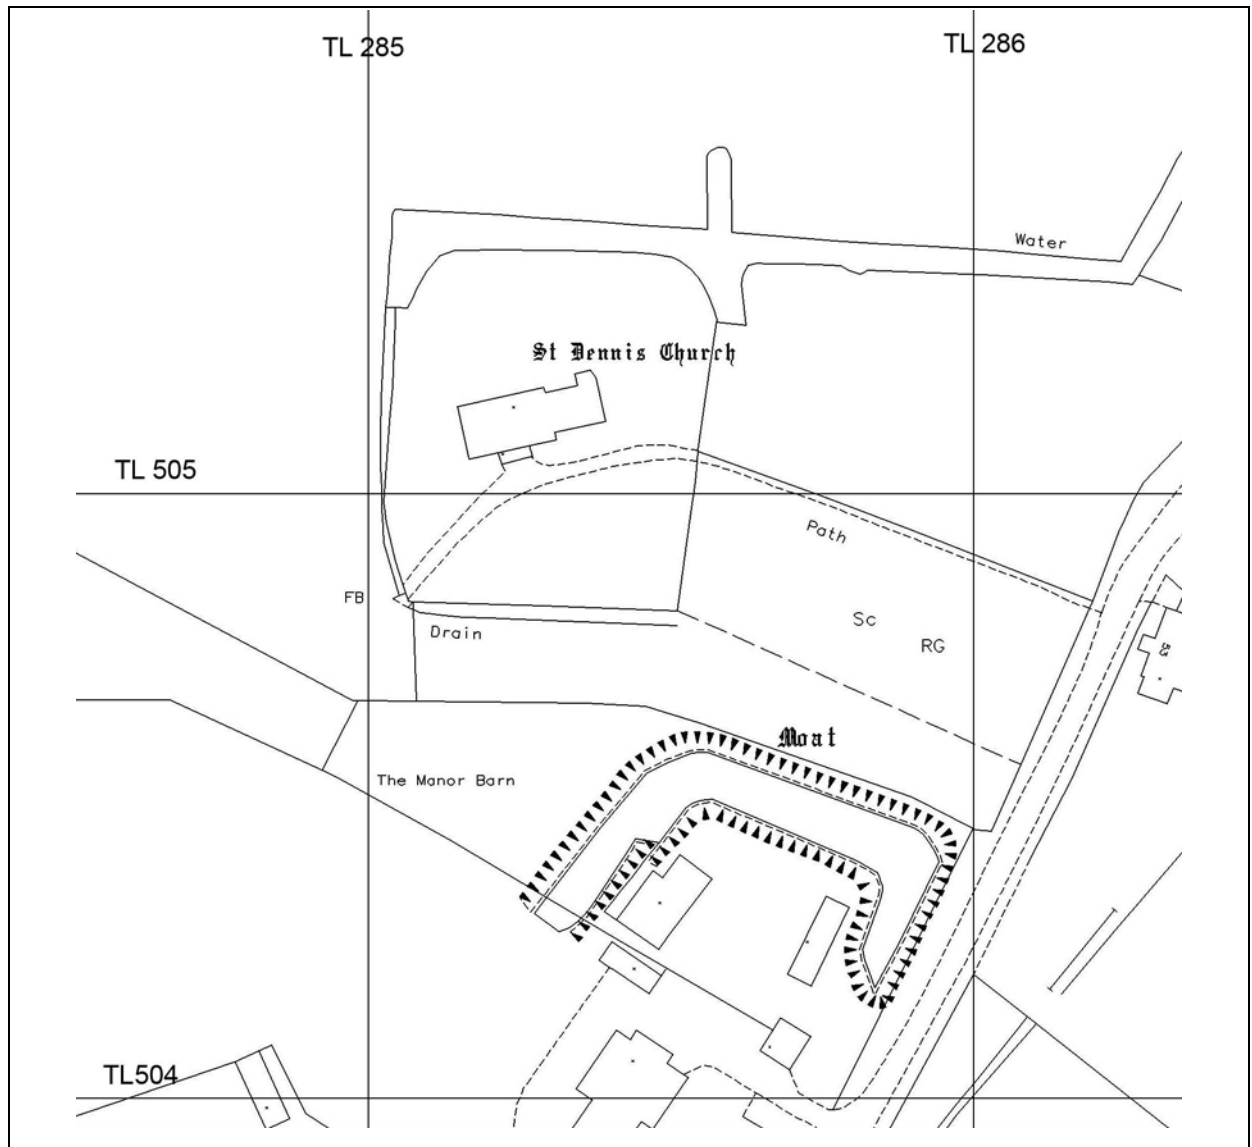 TL 285
TL 286
Water
St Dennis Church
TL 505
Path
FB
Sc
Drain
RG
53
Moat
The Manor Barn
TL504